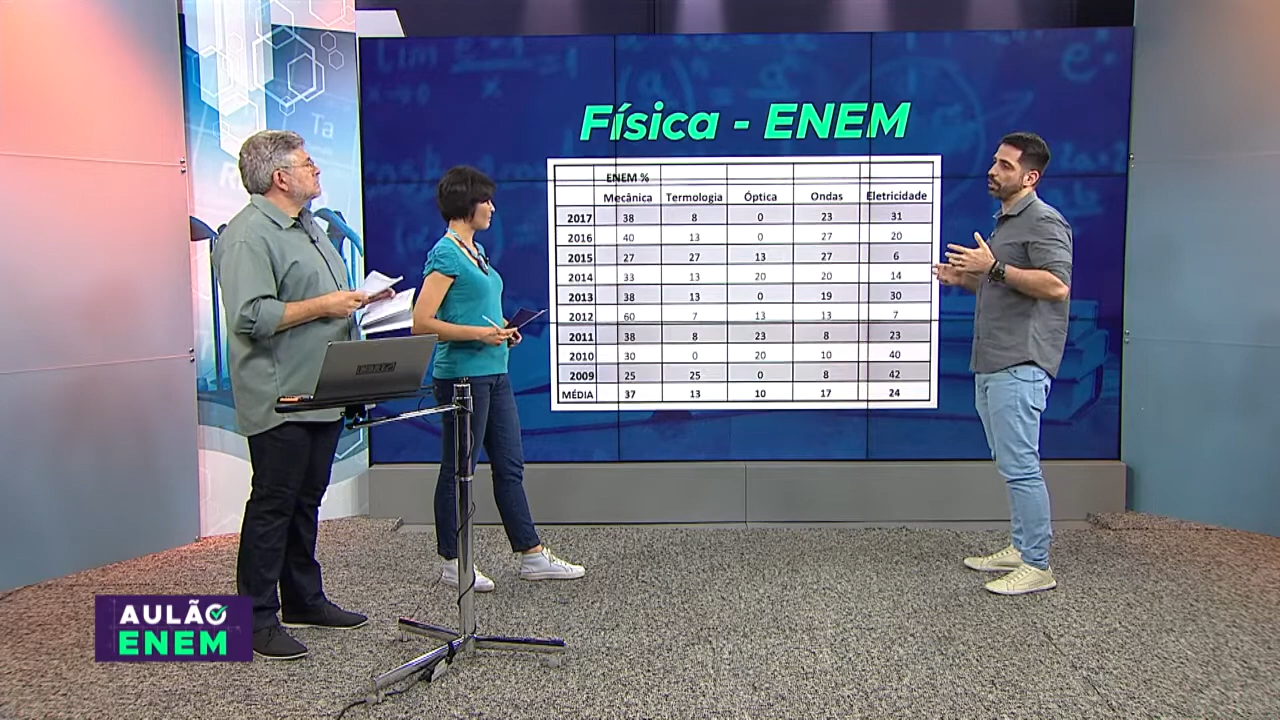 Física - ENEM
ENEM %
Mecânica Termologia Óptica Ondas Eletricidade
2017 38 8 0 23 31
2016 40 13 0 27 20
2015 27 27 13 27 6
2014 33 13 20 20 14
2013 38 13 0 19 30
2012 60 7 13 13 7
2011 38 8 23 8 23
2010 30 0 20 10 40
2009 25 25 0 8 42
MÉDIA 37 13 10 17 24
Ta
AULÃO
ENEM